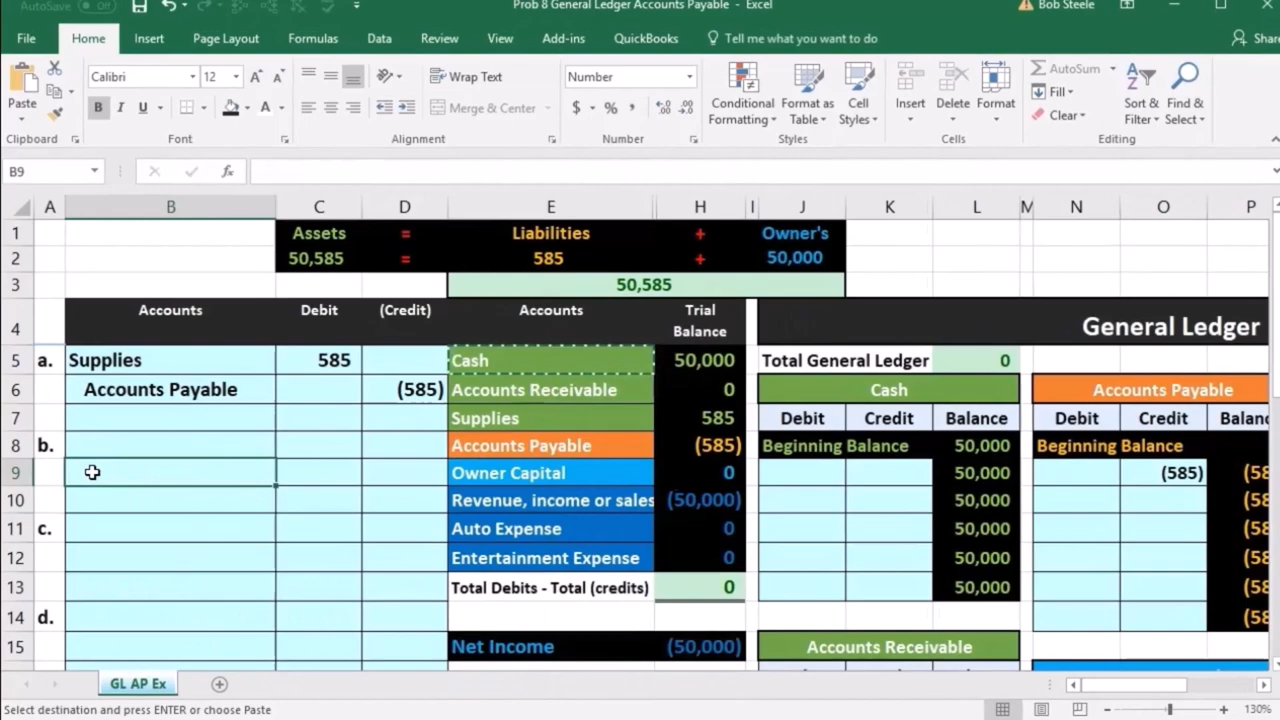 AutoSave Off Prob 8 General Ledger Accounts Payable - Excel Bob Steele
File Home Insert Page Layout Formulas Data Review View Add-ins QuickBooks Tell me what you want to do Share
Calibri 12 A A Wrap Text Number AutoSum
Paste B I U A Merge & Center $ % , Conditional Formatting Format as Table Cell Styles Insert Delete Format Fill Clear Sort & Filter Find & Select
Clipboard Font Alignment Number Styles Cells Editing
B9 fx
A B C D E H I J K L M N O P
1 Assets = Liabilities + Owner's
2 50,585 = 585 + 50,000
3 50,585
4 Accounts Debit (Credit) Accounts Trial Balance General Ledger
5 a. Supplies 585 Cash 50,000 Total General Ledger 0
6 Accounts Payable (585) Accounts Receivable 0 Cash Accounts Payable
7 Supplies 585 Debit Credit Balance Debit Credit Balanc
8 b. Accounts Payable (585) Beginning Balance 50,000 Beginning Balance
9 Owner Capital 0 50,000 (585) (58
10 Revenue, income or sales (50,000) 50,000 (58
11 c. Auto Expense 0 50,000 (58
12 Entertainment Expense 0 50,000 (58
13 Total Debits - Total (credits) 0 50,000 (58
14 d. (58
15 Net Income (50,000) Accounts Receivable
GL AP Ex
Select destination and press ENTER or choose Paste 130%